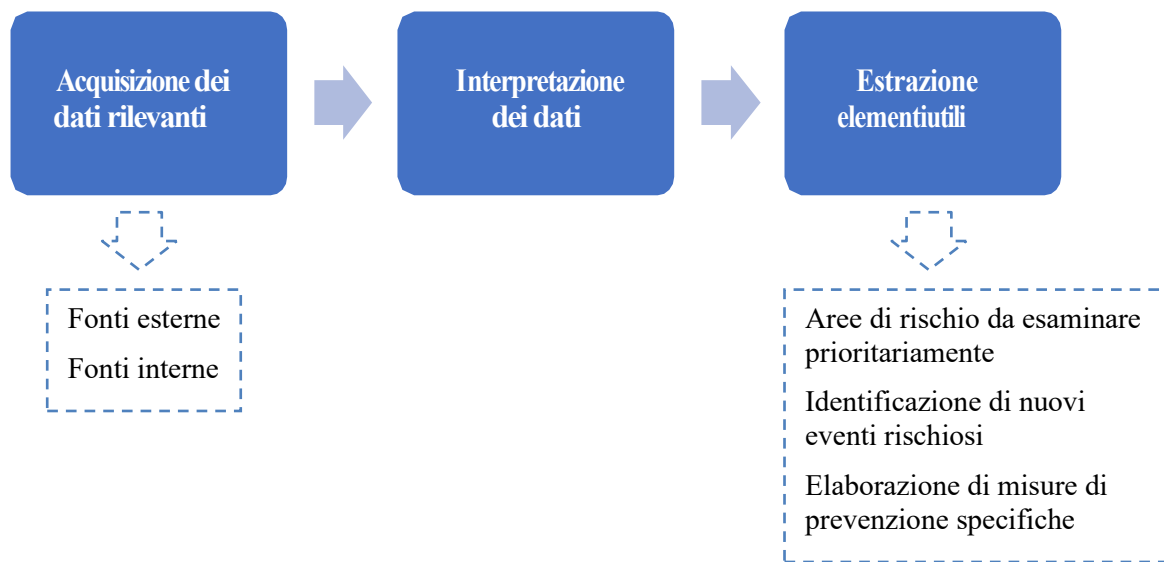 Acquisizione dei
dati rilevanti
Interpretazione
dei dati
Estrazione
elementiutili
Fonti esterne
Fonti interne
Aree di rischio da esaminare
prioritariamente
Identificazione di nuovi
eventi rischiosi
Elaborazione di misure di
prevenzione specifiche